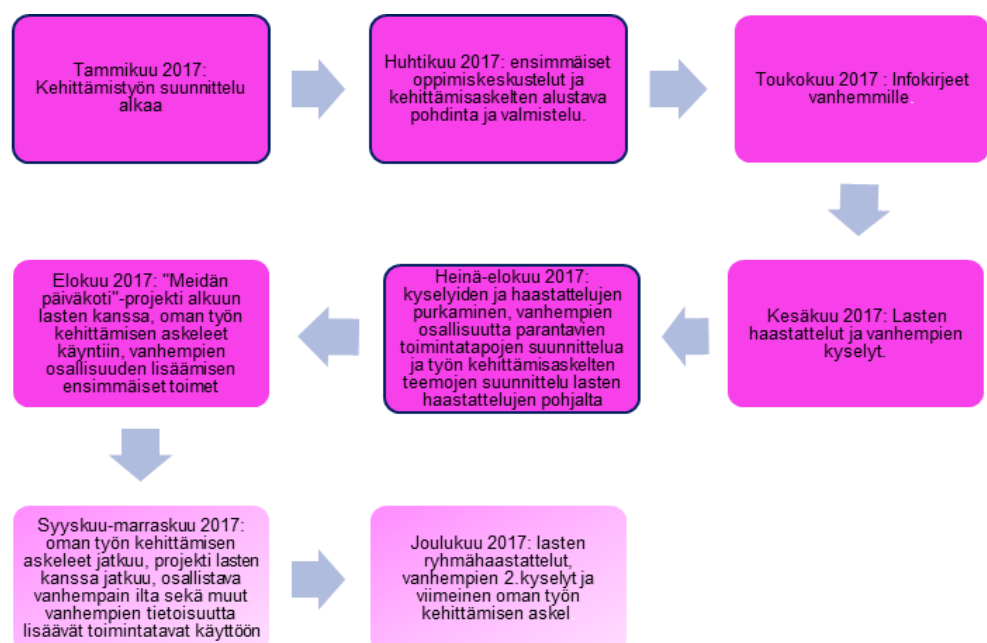 Tammikuu 2017:
Kehittämistyön suunnittelu
alkaa
Huhtikuu 2017: ensimmäiset
oppimiskeskustelut ja
kehittämisaskelten alustava
pohdinta ja valmistelu.
Toukokuu 2017 : Infokirjeet
vanhemmille.
Kesäkuu 2017: Lasten
haastattelut ja vanhempien
kyselyt.
Heinä-elokuu 2017:
kyselyiden ja haastattelujen
purkaminen, vanhempien
osallisuutta parantavien
toimintatapojen suunnittelua
ja työn kehittämisaskelten
teemojen suunnittelu lasten
haastattelujen pohjalta
Elokuu 2017: "Meidän
päiväkoti"-projekti alkuun
lasten kanssa, oman työn
kehittämisen askeleet
käyntiin, vanhempien
osallisuuden lisäämisen
ensimmäiset toimet
Syyskuu-marraskuu 2017:
oman työn kehittämisen
askeleet jatkuu, projekti lasten
kanssa jatkuu, osallistava
vanhempain ilta sekä muut
vanhempien tietoisuutta
lisäävät toimintatavat käyttöön
Joulukuu 2017: lasten
ryhmähaastattelut,
vanhempien 2.kyselyt ja
viimeinen oman työn
kehittämisen askel